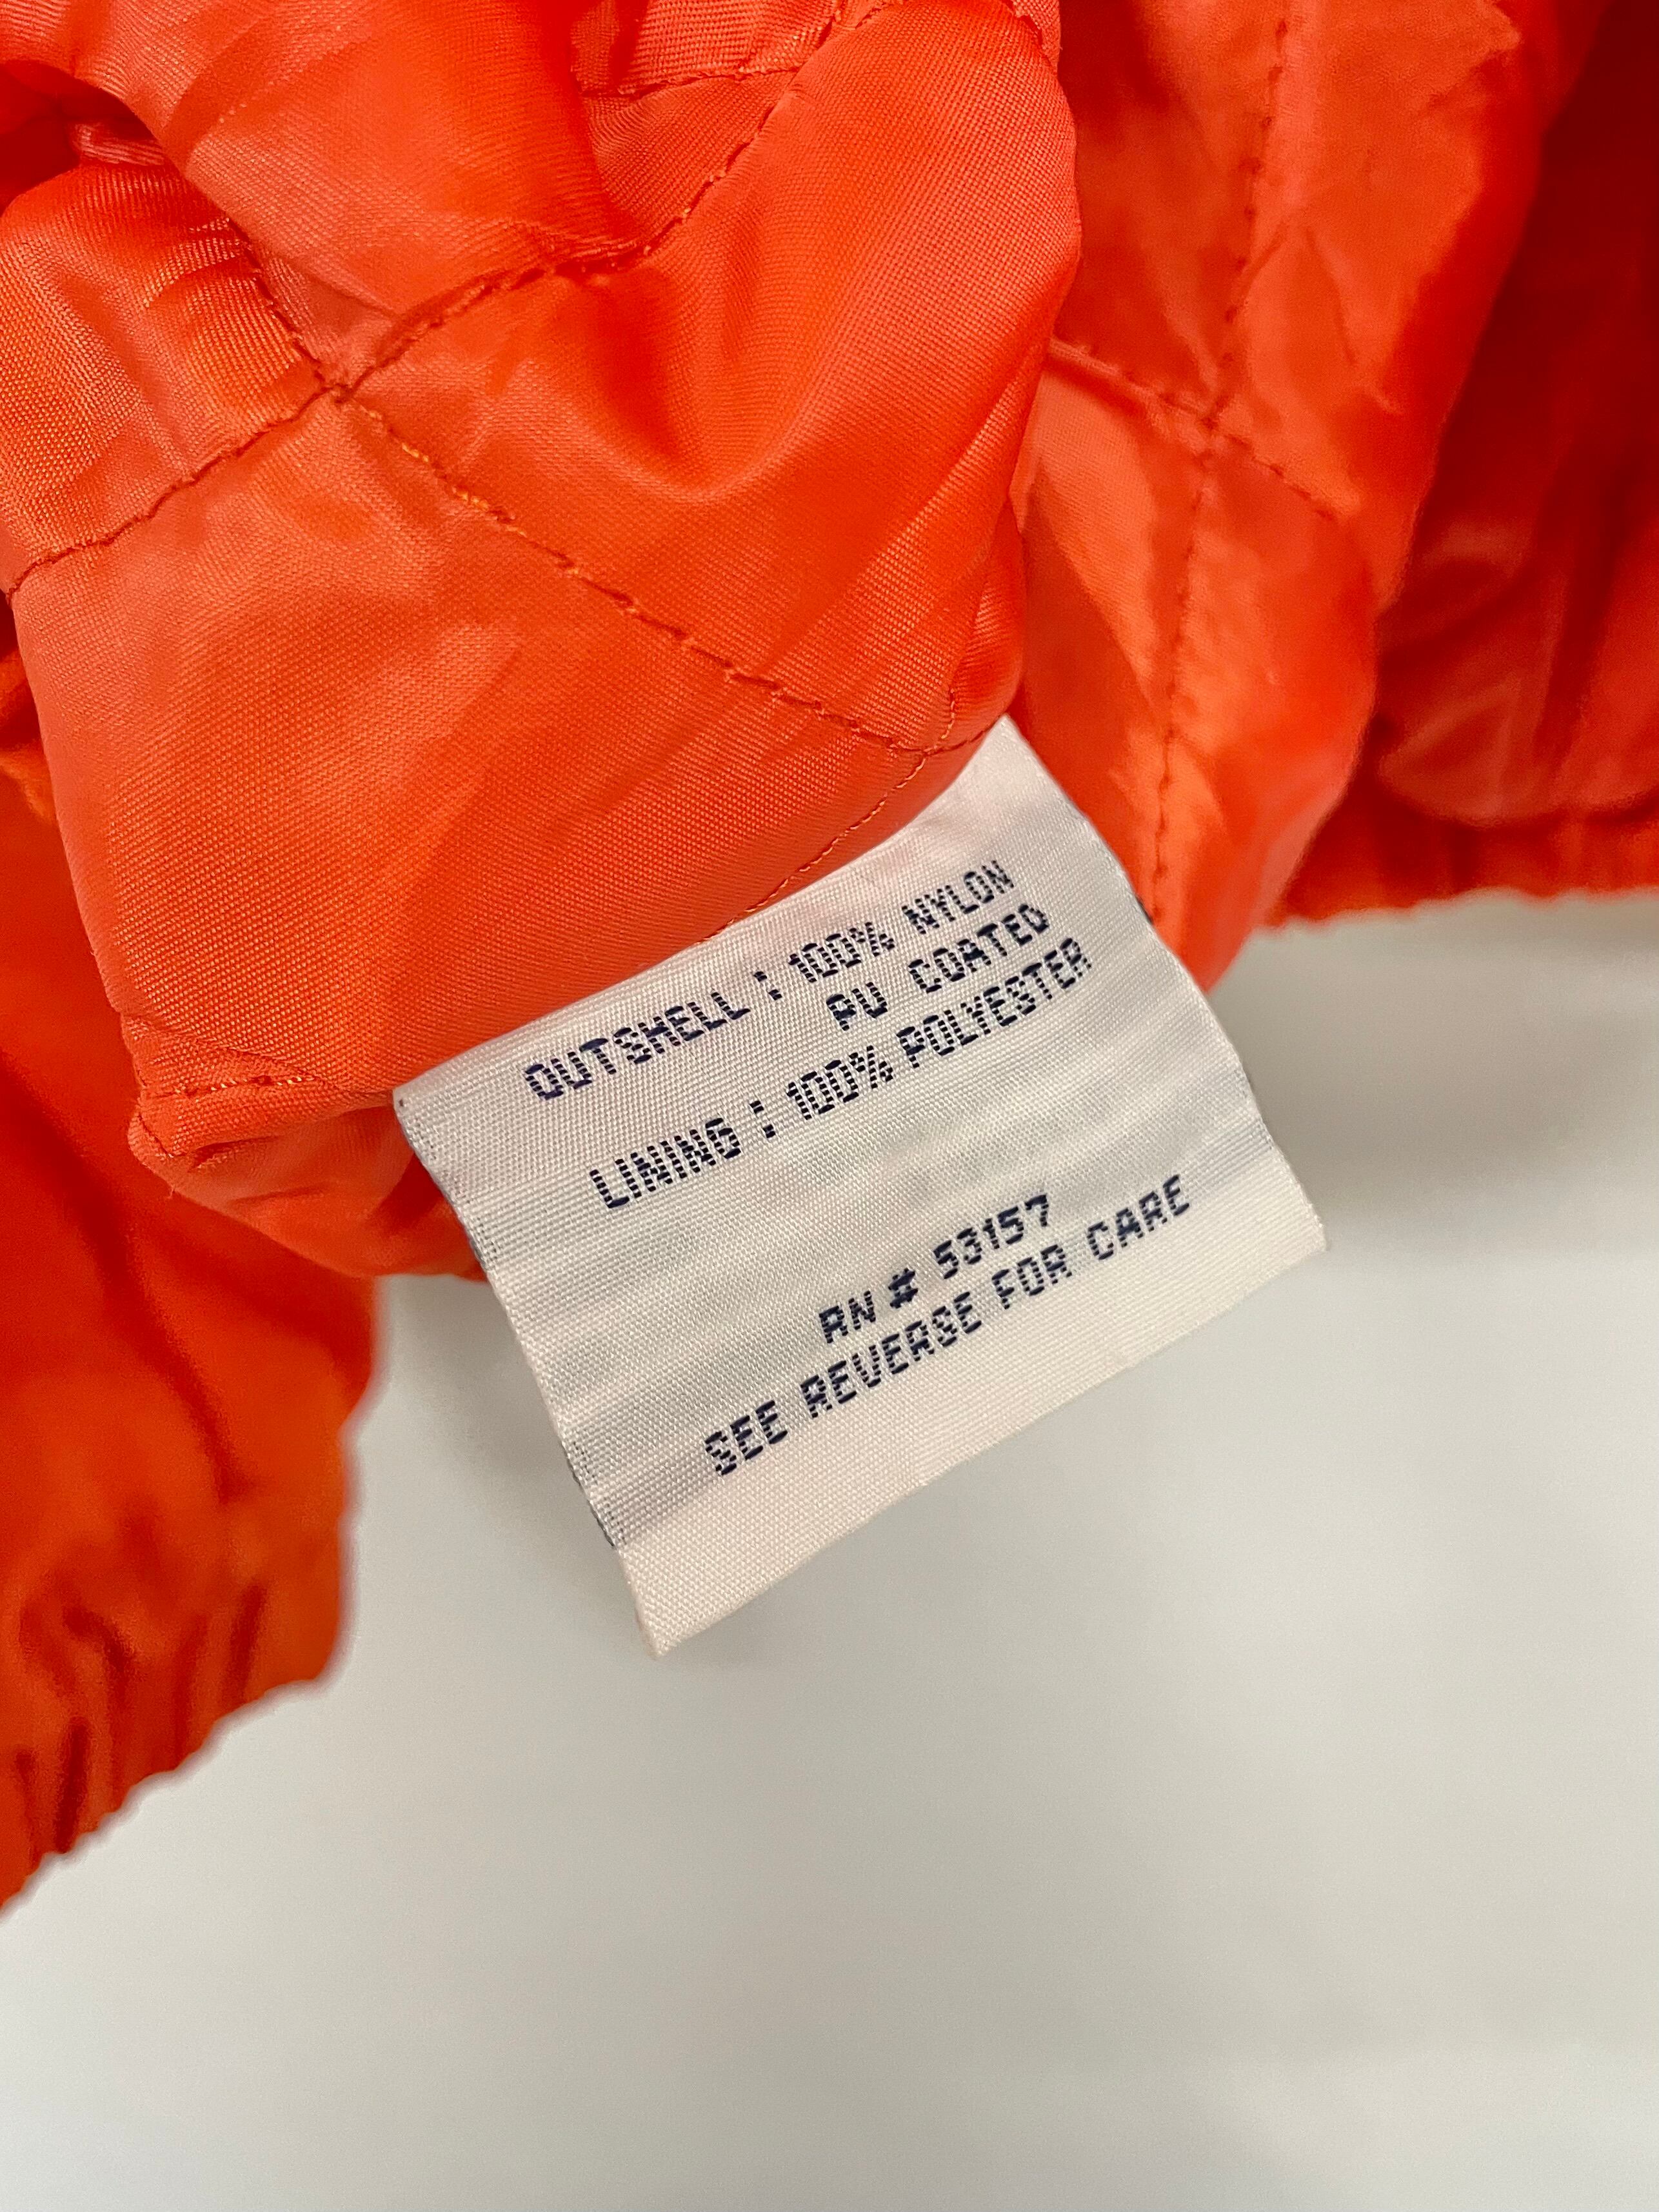 OUTSHELL : 100% NYLON
PU COATED
LINING : 100% POLYESTER
RN # 53157
SEE REVERSE FOR CARE